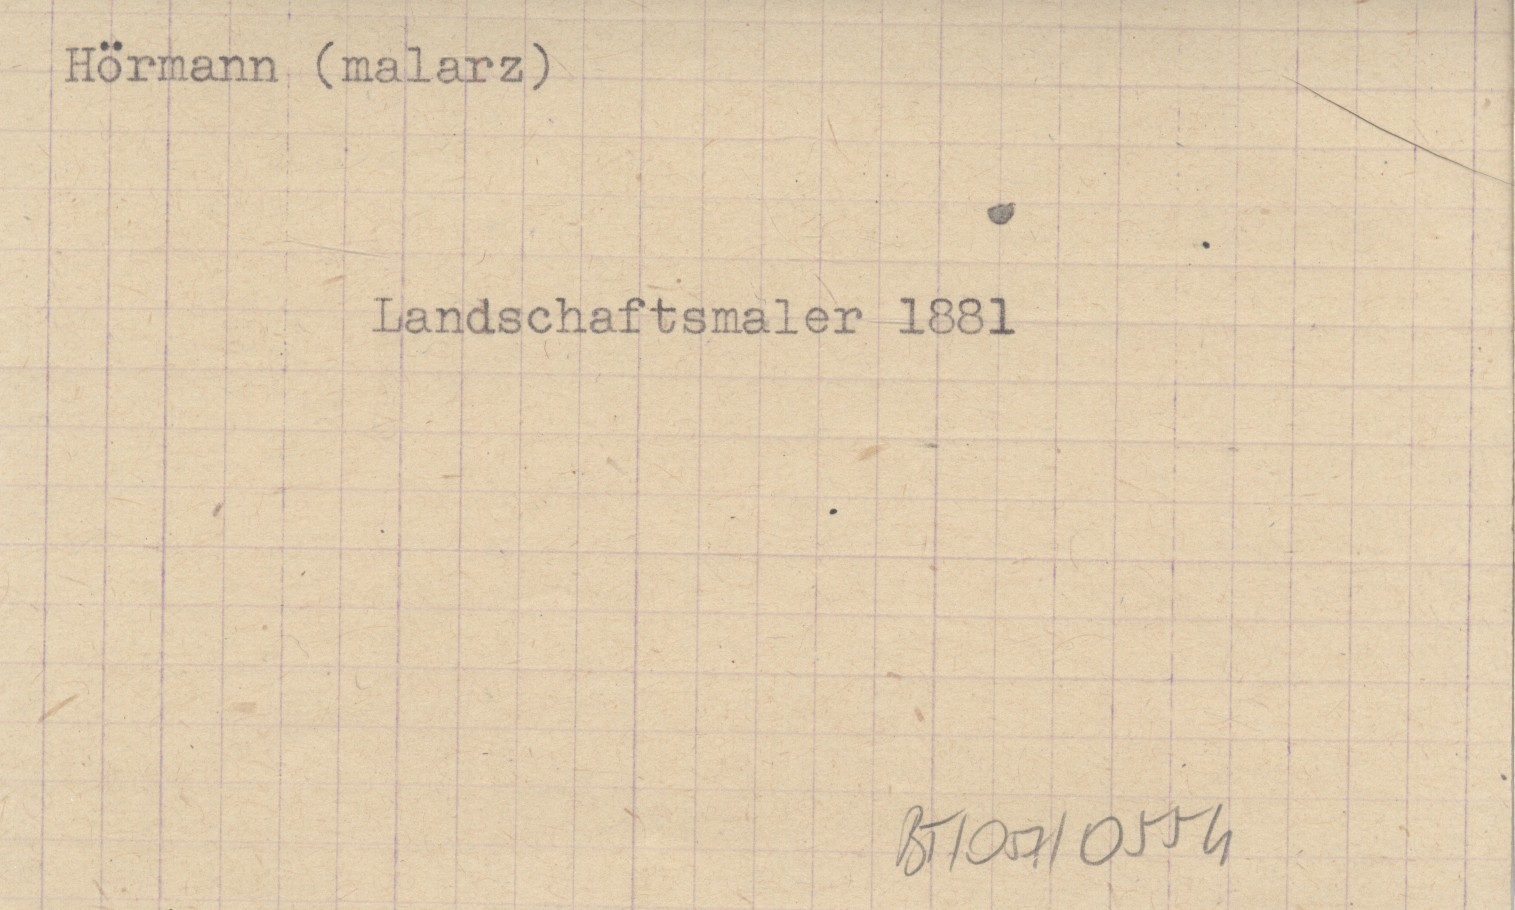 Hörmann (malarz)
Landschaftsmaler 1881
BT/057/0554